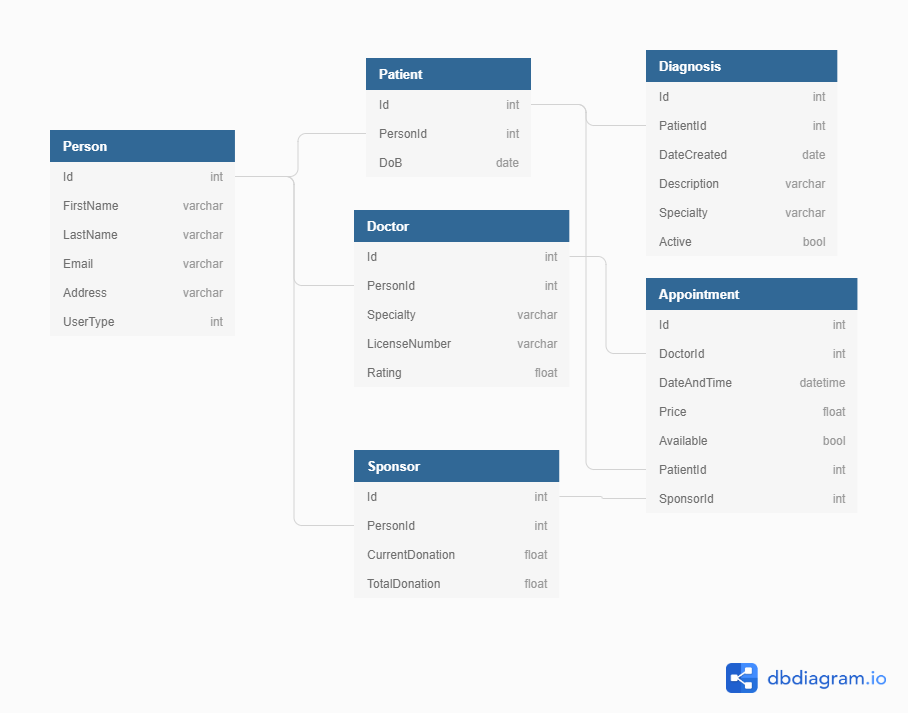 Person
Id int
FirstName varchar
LastName varchar
Email varchar
Address varchar
UserType int
Patient
Id int
PersonId int
DoB date
Doctor
Id int
PersonId int
Specialty varchar
LicenseNumber varchar
Rating float
Sponsor
Id int
PersonId int
CurrentDonation float
TotalDonation float
Diagnosis
Id int
PatientId int
DateCreated date
Description varchar
Specialty varchar
Active bool
Appointment
Id int
DoctorId int
DateAndTime datetime
Price float
Available bool
PatientId int
SponsorId int
dbdiagram.io